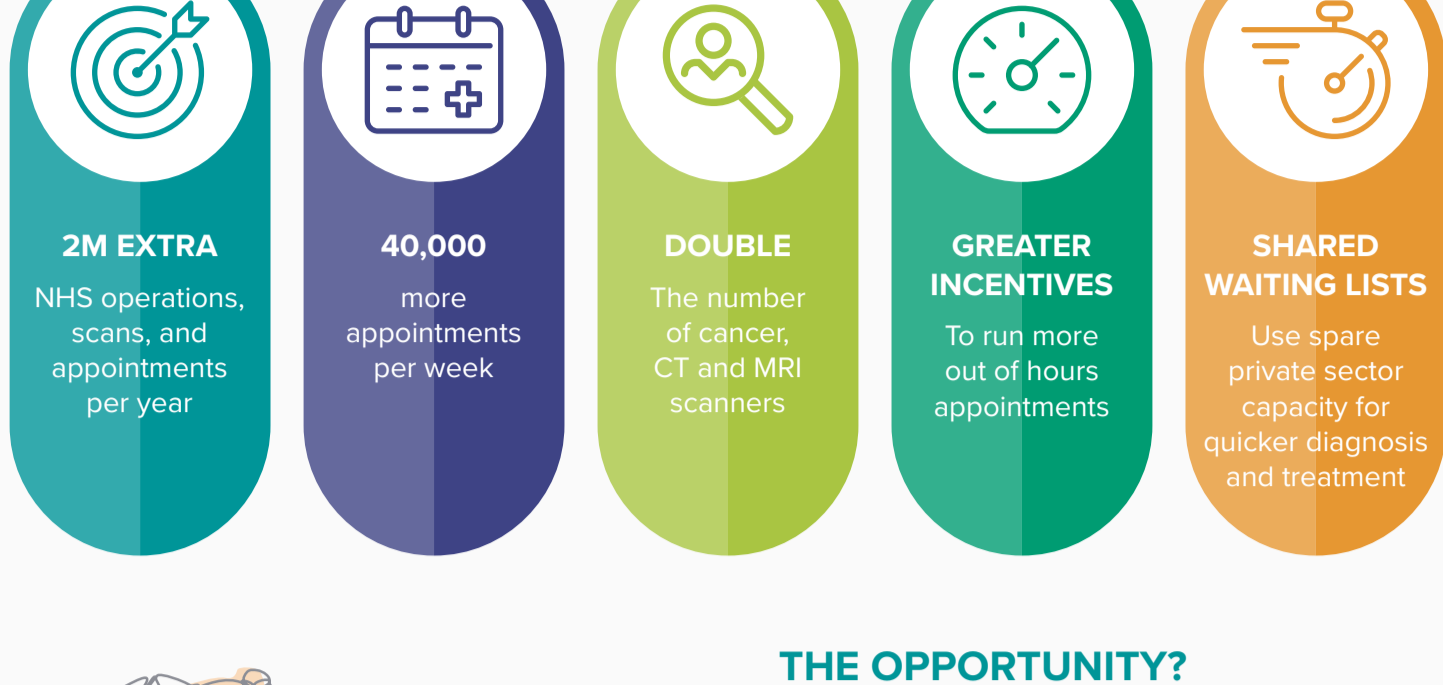 2M EXTRA
NHS operations,
scans, and
appointments
per year
40,000
more
appointments
per week
DOUBLE
The number
of cancer,
CT and MRI
scanners
GREATER
INCENTIVES
To run more
out of hours
appointments
SHARED
WAITING LISTS
Use spare
private sector
capacity for
quicker diagnosis
and treatment
THE OPPORTUNITY?